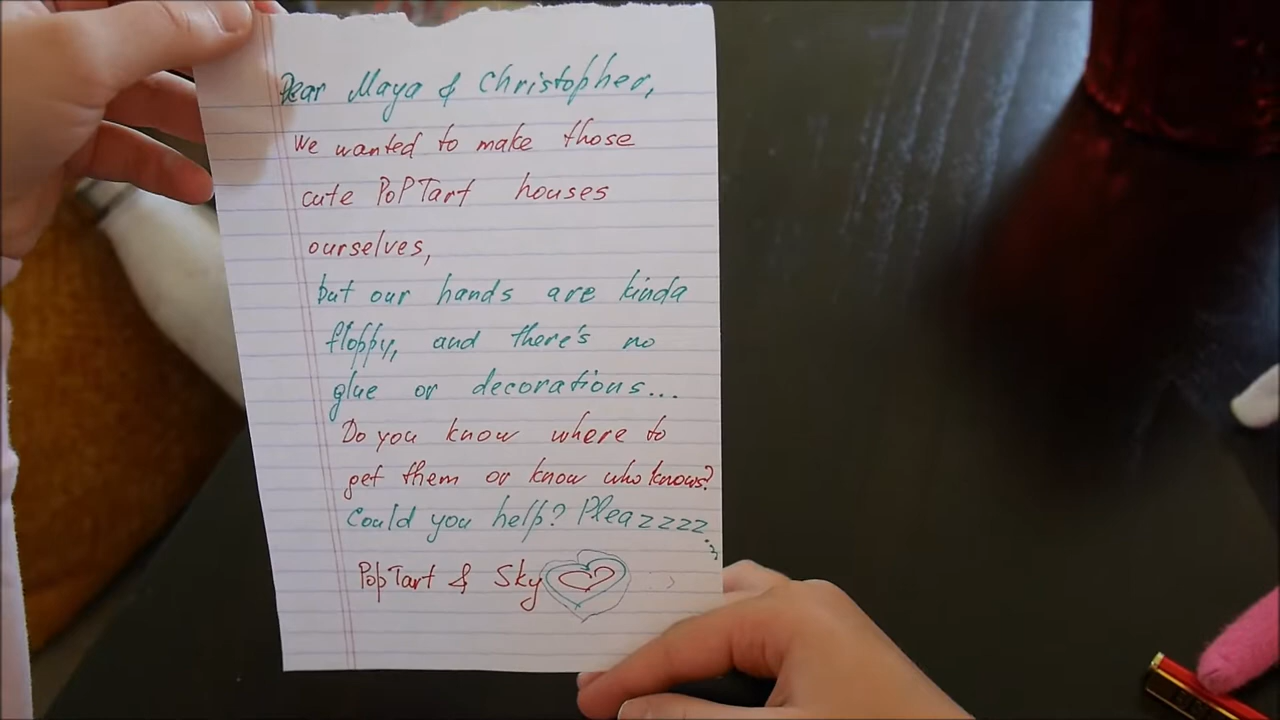 Dear Maya & Christopher,
We wanted to make those
cute PoPTart houses
ourselves,
but our hands are kinda
floppy, and there's no
glue or decorations...
Do you know where to
get them or know who knows?
Could you help? Pleazzzz...
PopTart & Sky